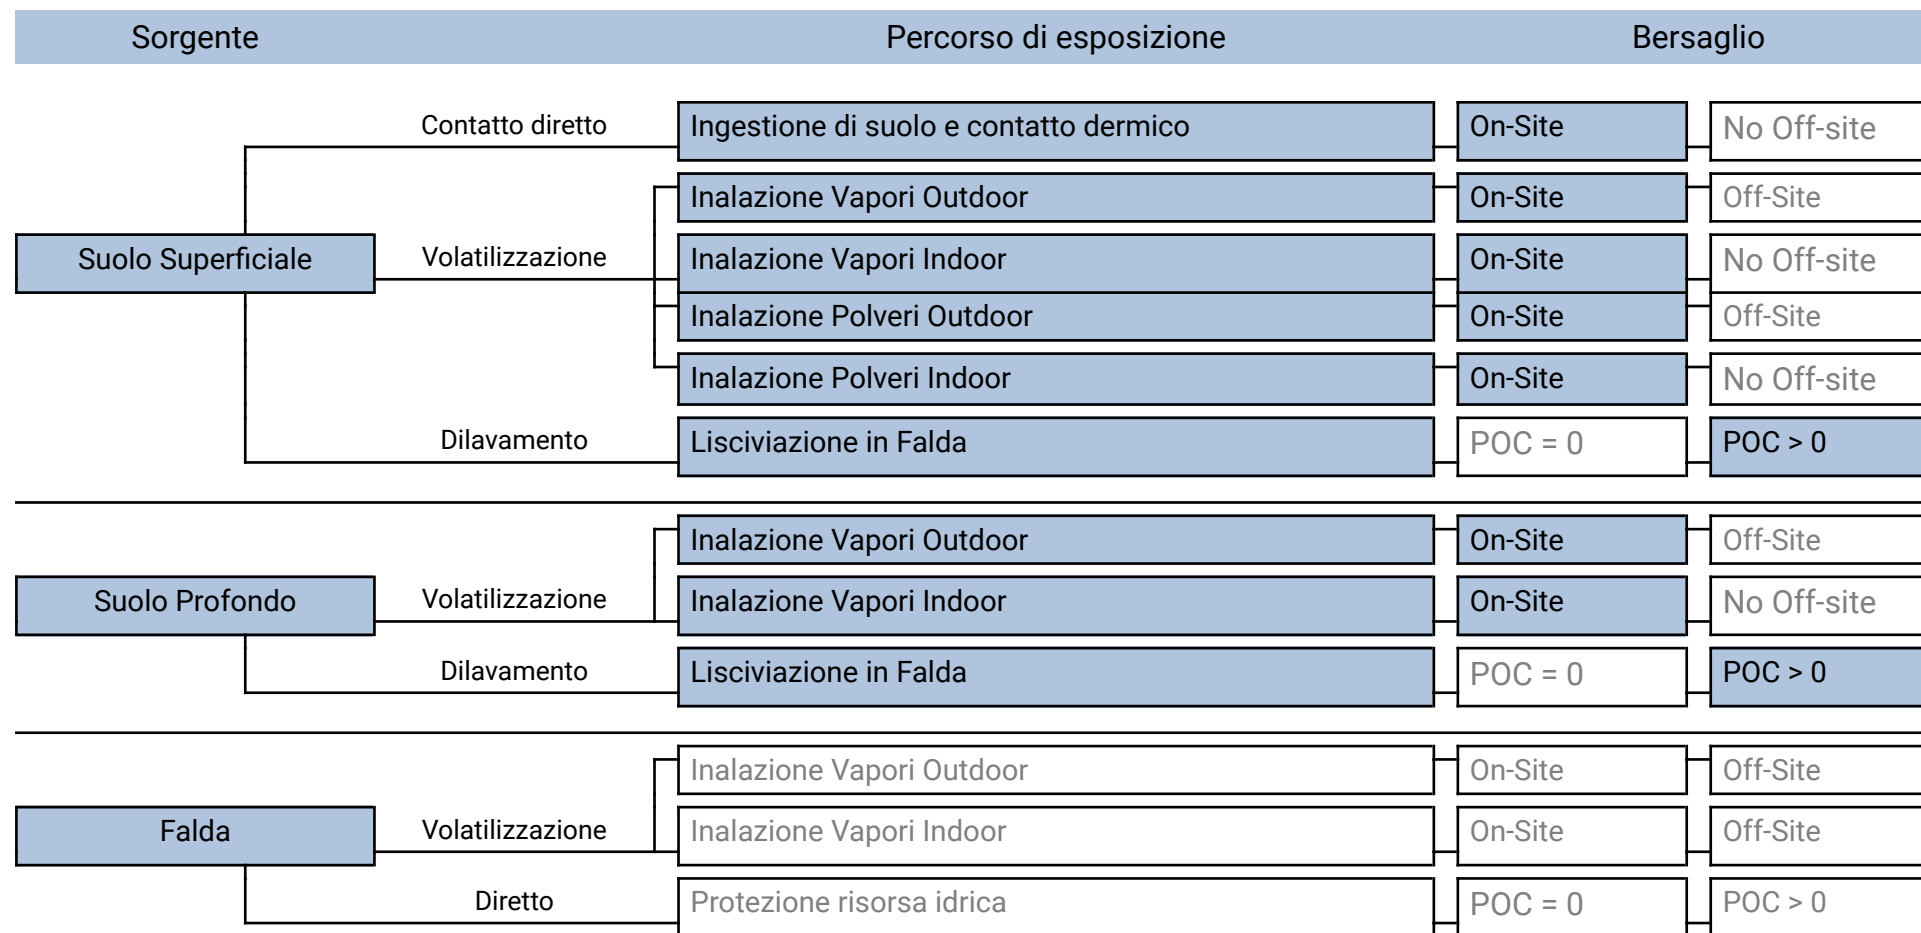 Sorgente Percorso di esposizione Bersaglio
Contatto diretto Ingestione di suolo e contatto dermico On-Site No Off-site
Inalazione Vapori Outdoor On-Site Off-Site
Suolo Superficiale Volatilizzazione Inalazione Vapori Indoor On-Site No Off-site
Inalazione Polveri Outdoor On-Site Off-Site
Inalazione Polveri Indoor On-Site No Off-site
Dilavamento Lisciviazione in Falda POC = 0 POC > 0
Inalazione Vapori Outdoor On-Site Off-Site
Suolo Profondo Volatilizzazione Inalazione Vapori Indoor On-Site No Off-site
Dilavamento Lisciviazione in Falda POC = 0 POC > 0
Inalazione Vapori Outdoor On-Site Off-Site
Falda Volatilizzazione Inalazione Vapori Indoor On-Site Off-Site
Diretto Protezione risorsa idrica POC = 0 POC > 0